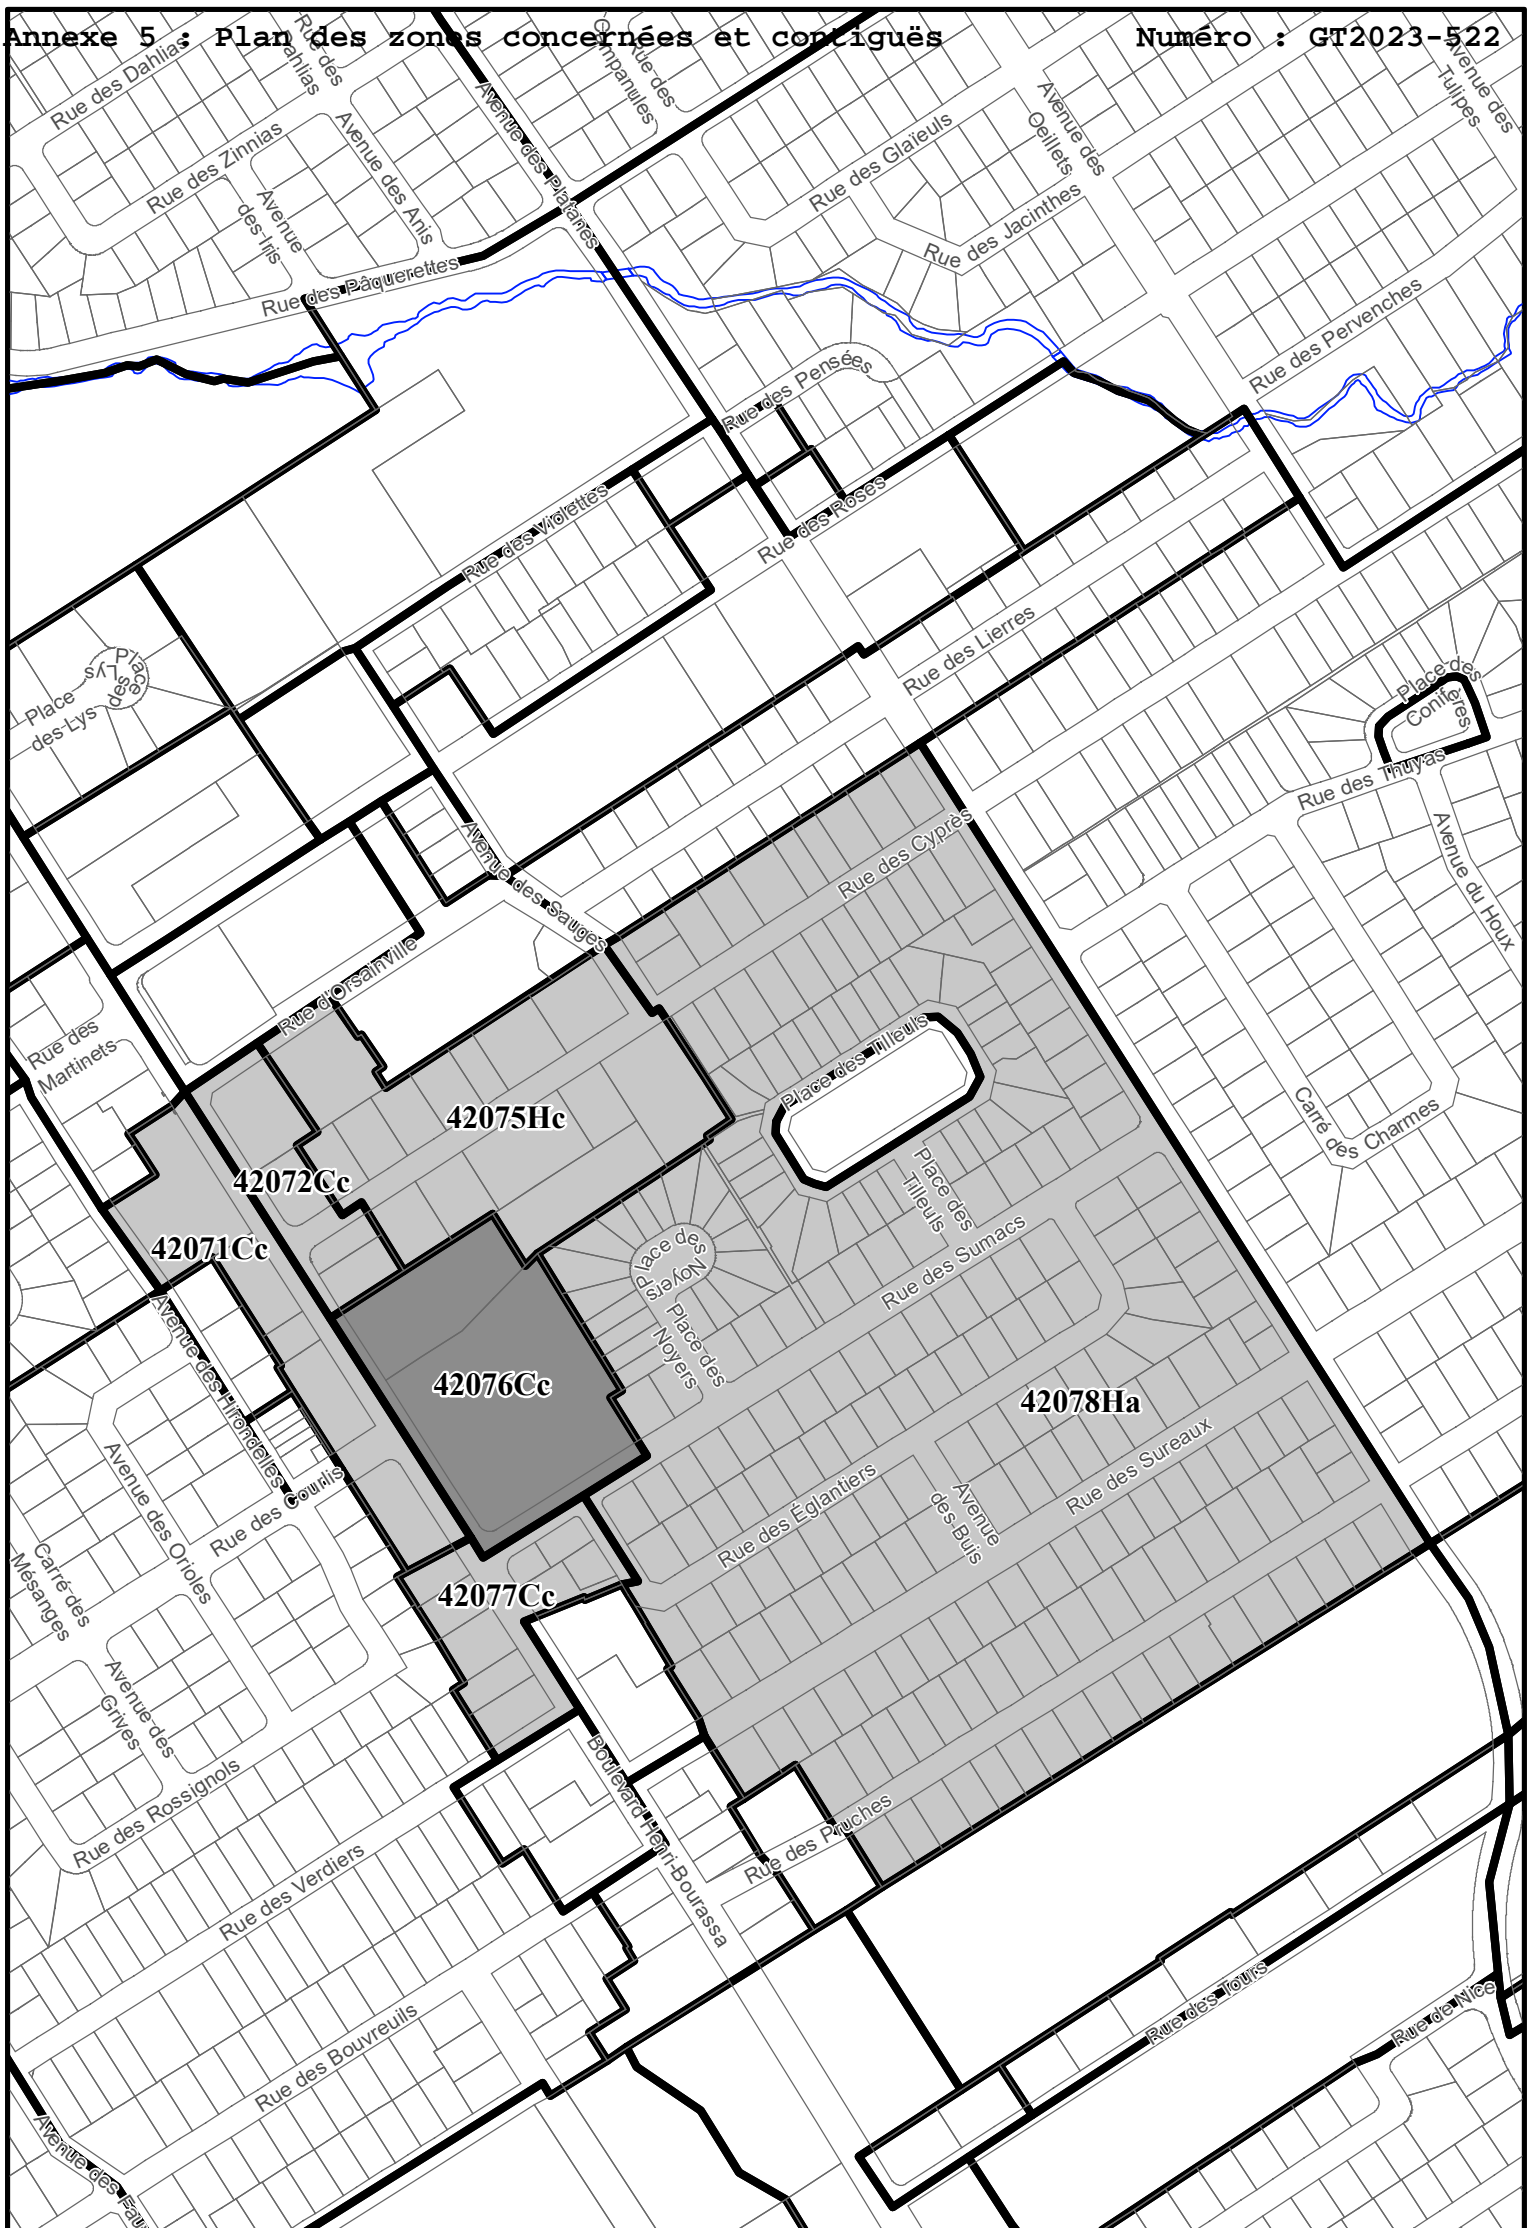 Annexe 5 : Plan des zones concernées et contiguës
Numéro : GT2023-522
Rue des Dahlias
Rue des
Dahlias
Rue des Zinnias
Avenue
des Iris
Avenue des Anis
Rue des Pâquerettes
Avenue des Platanes
Rue des
Campanules
Rue des Glaïeuls
Avenue des
Oeillets
Rue des Jacinthes
Avenue des
Tulipes
Rue des Pervenches
Rue des Pensées
Rue des Roses
Rue des Violettes
Rue des Lierres
Place
des Lys
Place
des
Lys
Place des
Conifères
Rue des Thuyas
Avenue du Houx
Avenue des Sauges
Rue des Cyprès
Rue d'Orsainville
Rue des
Martinets
Place des Tilleuls
Place des
Tilleuls
Carré des Charmes
42075Hc
42072Cc
42071Cc
Place des
Noyers
Place des
Noyers
Rue des Sumacs
42076Cc
42078Ha
Avenue des Hirondelles
Avenue des Orioles
Rue des Courlis
Rue des Églantiers
Avenue
des Buis
Rue des Sureaux
Carré des
Mésanges
42077Cc
Avenue des
Grives
Rue des Rossignols
Boulevard Henri-Bourassa
Rue des Pruches
Rue des Verdiers
Rue des Bouvreuils
Rue des Tours
Rue de Nice
Avenue des